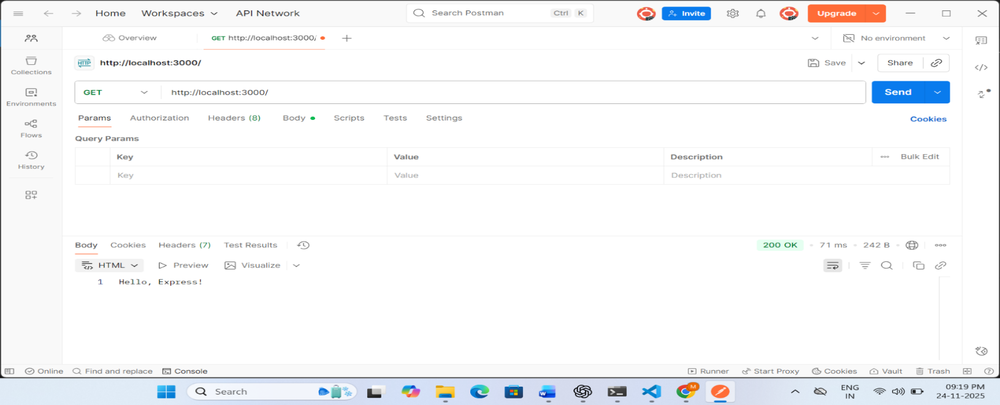 Home Workspaces API Network Search Postman Ctrl K Invite Upgrade
Overview GET http://localhost:3000/ No environment
HTTP http://localhost:3000/ Save Share
Collections
GET http://localhost:3000/ Send
Environments
Params Authorization Headers (8) Body Scripts Tests Settings Cookies
Flows
Query Params
Key Value Description Bulk Edit
History
Key Value Description
Body Cookies Headers (7) Test Results 200 OK 71 ms 242 B
HTML Preview Visualize
1 Hello, Express!
Online Find and replace Console Runner Start Proxy Cookies Vault Trash
Search M ENG 09:19 PM
IN 24-11-2025